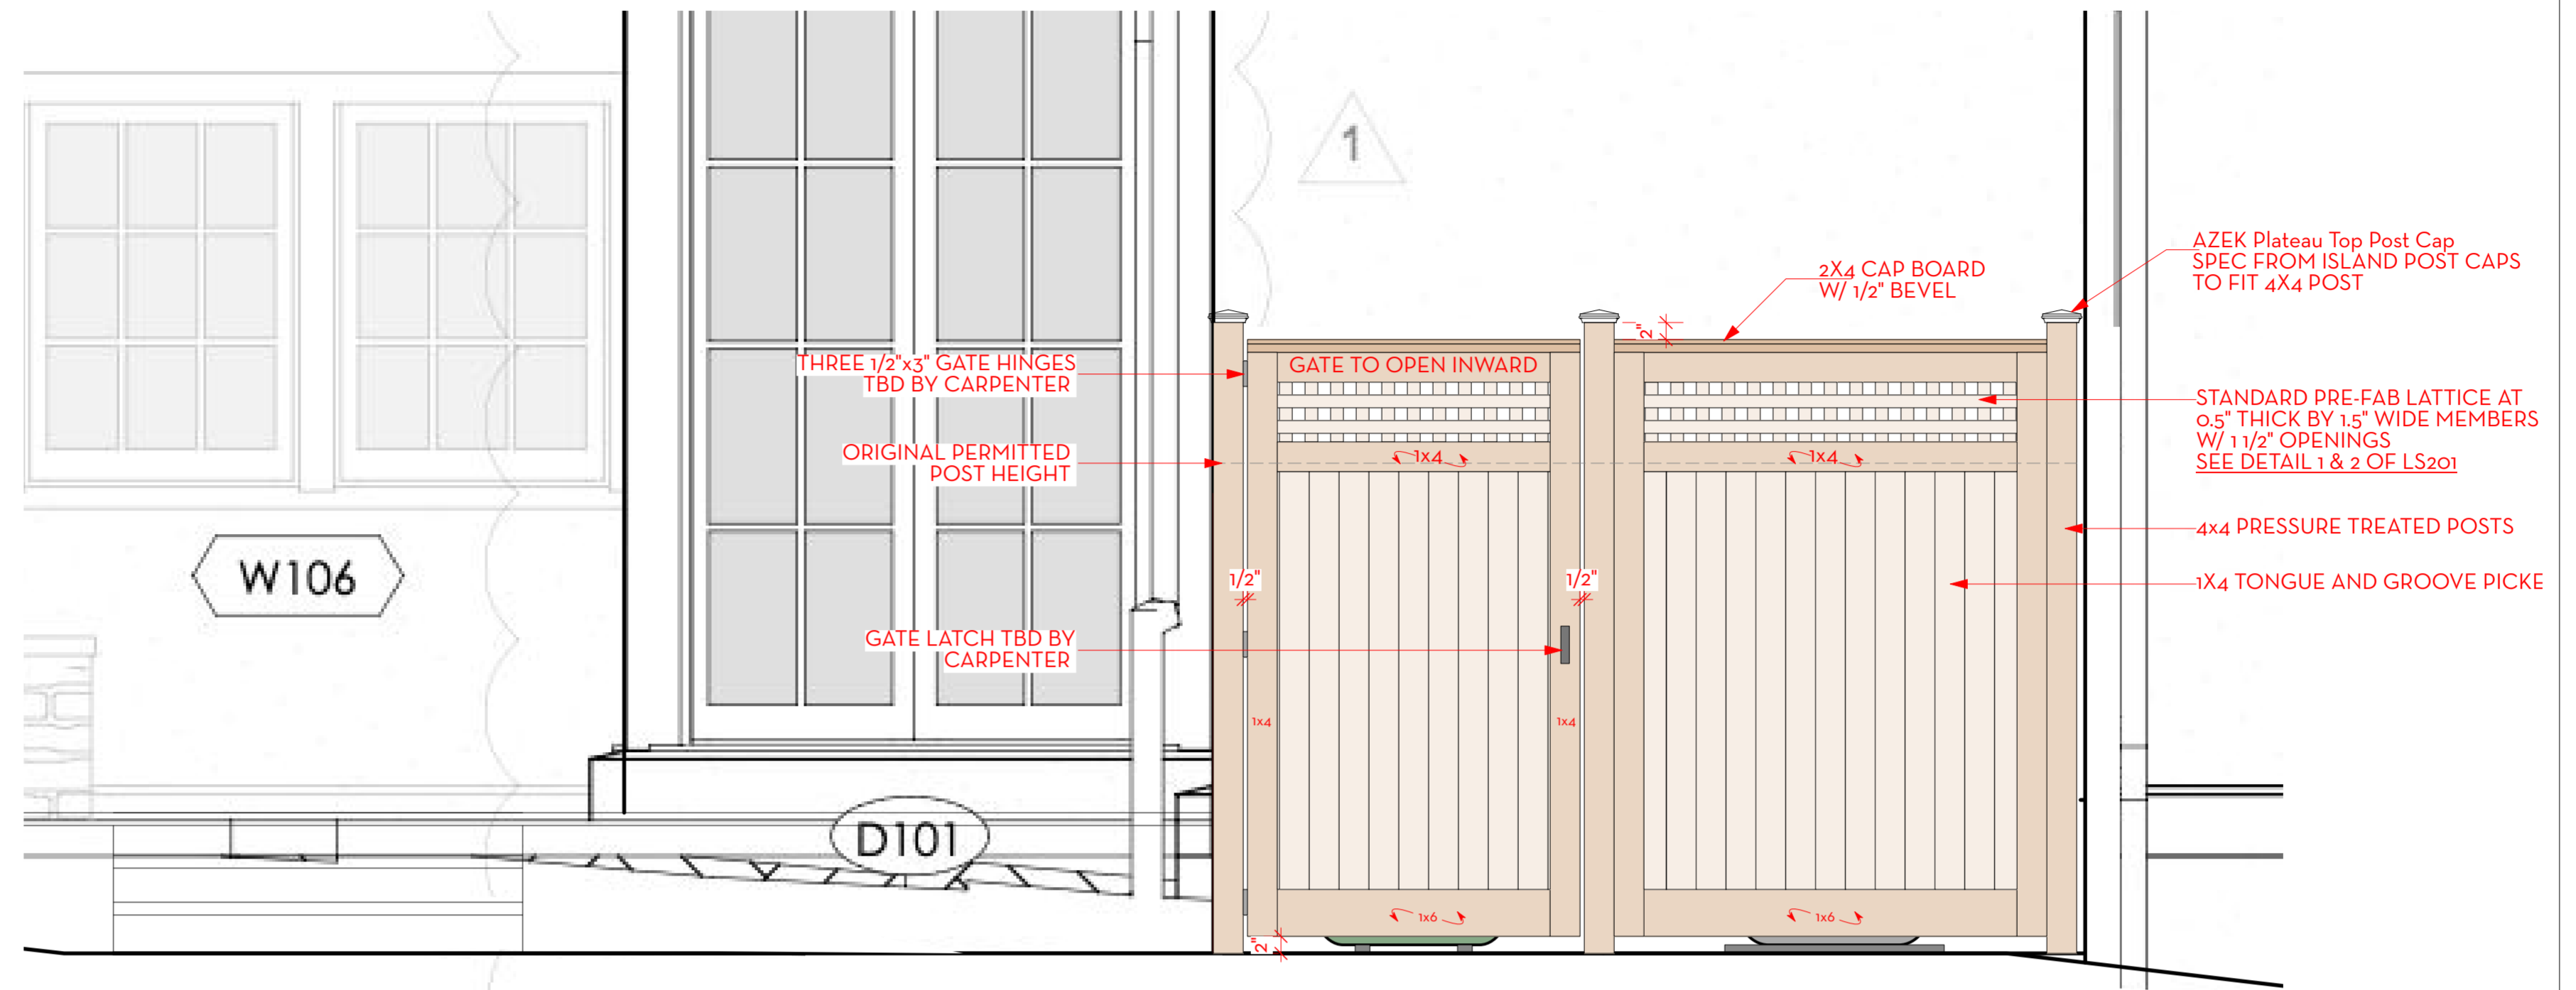 1
AZEK Plateau Top Post Cap
SPEC FROM ISLAND POST CAPS
TO FIT 4X4 POST
2X4 CAP BOARD
W/ 1/2" BEVEL
2"
THREE 1/2"x3" GATE HINGES
TBD BY CARPENTER
GATE TO OPEN INWARD
STANDARD PRE-FAB LATTICE AT
0.5" THICK BY 1.5" WIDE MEMBERS
W/ 1 1/2" OPENINGS
SEE DETAIL 1 & 2 OF LS201
ORIGINAL PERMITTED
POST HEIGHT
1x4
1x4
4x4 PRESSURE TREATED POSTS
W106
1/2"
1/2"
1X4 TONGUE AND GROOVE PICKE
GATE LATCH TBD BY
CARPENTER
1x4
1x4
D101
1x6
1x6
2"